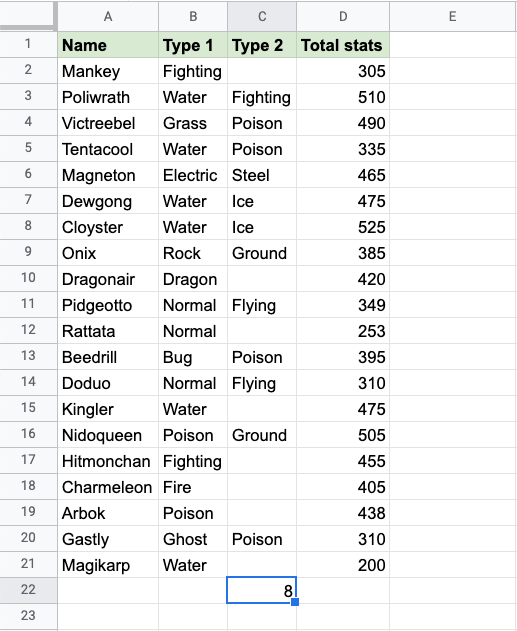 A B C D E
1 Name Type 1 Type 2 Total stats
2 Mankey Fighting 305
3 Poliwrath Water Fighting 510
4 Victreebel Grass Poison 490
5 Tentacool Water Poison 335
6 Magneton Electric Steel 465
7 Dewgong Water Ice 475
8 Cloyster Water Ice 525
9 Onix Rock Ground 385
10 Dragonair Dragon 420
11 Pidgeotto Normal Flying 349
12 Rattata Normal 253
13 Beedrill Bug Poison 395
14 Doduo Normal Flying 310
15 Kingler Water 475
16 Nidoqueen Poison Ground 505
17 Hitmonchan Fighting 455
18 Charmeleon Fire 405
19 Arbok Poison 438
20 Gastly Ghost Poison 310
21 Magikarp Water 200
22 8
23